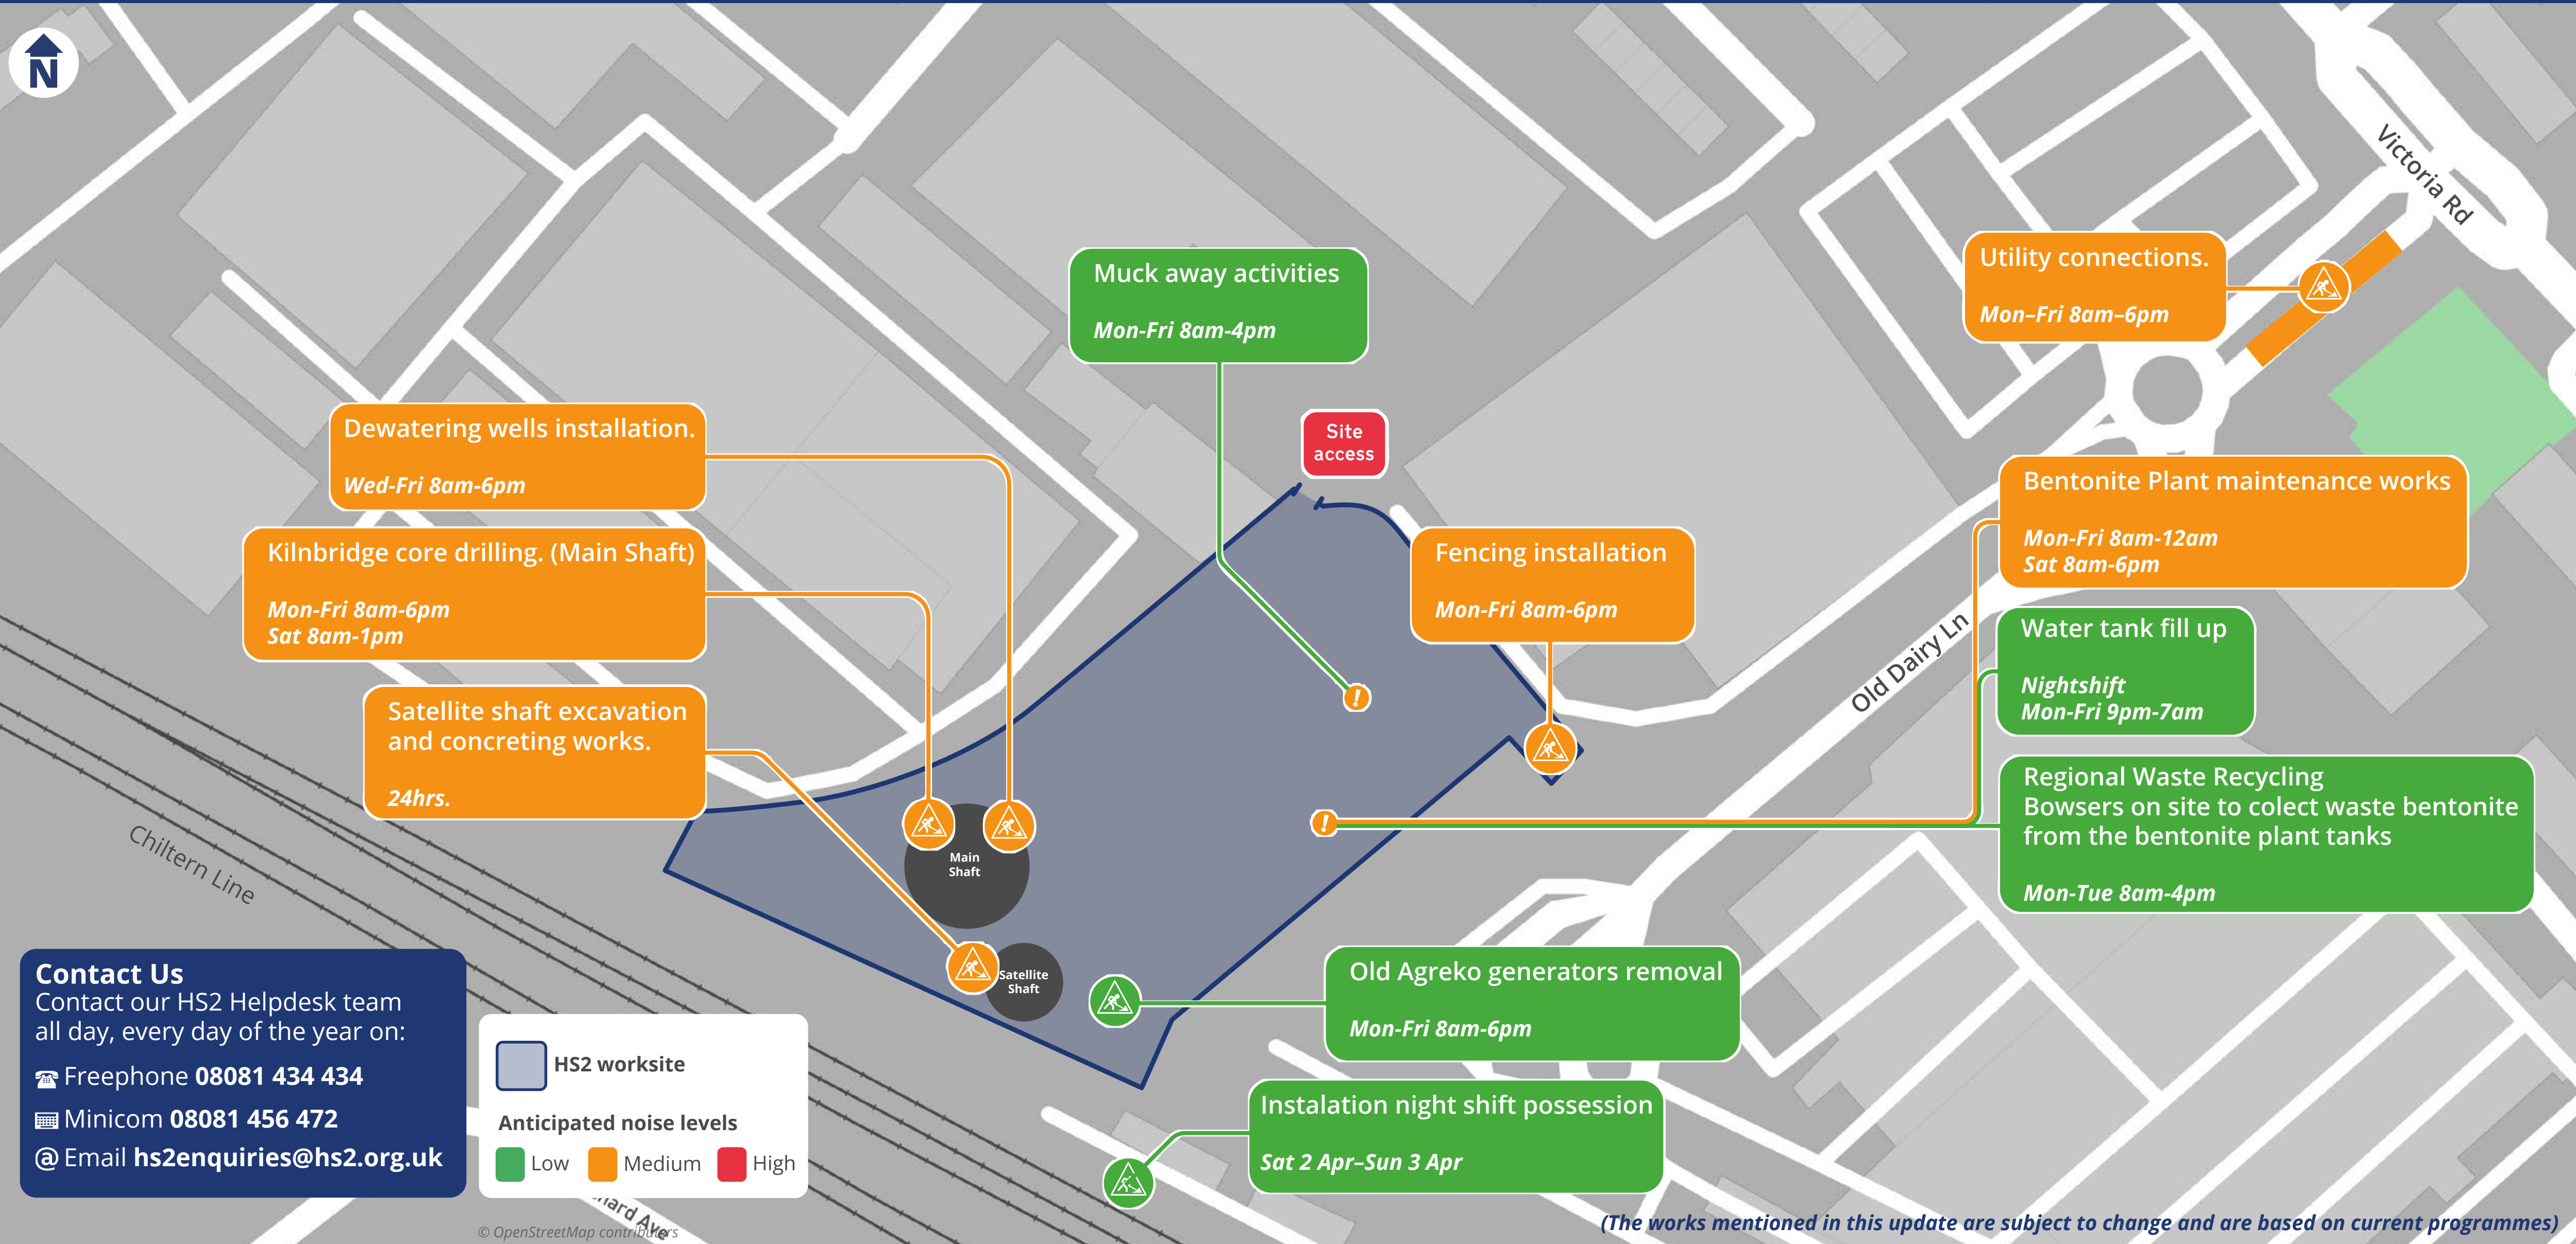 N
Victoria Rd
Utility connections.
Mon–Fri 8am–6pm
Muck away activities
Mon-Fri 8am-4pm
Site
access
Dewatering wells installation.
Wed-Fri 8am-6pm
Kilnbridge core drilling. (Main Shaft)
Mon-Fri 8am-6pm
Sat 8am-1pm
Satellite shaft excavation
and concreting works.
24hrs.
Fencing installation
Mon-Fri 8am-6pm
Bentonite Plant maintenance works
Mon-Fri 8am-12am
Sat 8am-6pm
Old Dairy Ln
Water tank fill up
Nightshift
Mon-Fri 9pm-7am
Regional Waste Recycling
Bowsers on site to colect waste bentonite
from the bentonite plant tanks
Mon-Tue 8am-4pm
!
!
Main
Shaft
Satellite
Shaft
Chiltern Line
Old Agreko generators removal
Mon-Fri 8am-6pm
Instalation night shift possession
Sat 2 Apr–Sun 3 Apr
Contact Us
Contact our HS2 Helpdesk team
all day, every day of the year on:
Freephone 08081 434 434
Minicom 08081 456 472
@ Email hs2enquiries@hs2.org.uk
HS2 worksite
Anticipated noise levels
Low
Medium
High
© OpenStreetMap contributers
(The works mentioned in this update are subject to change and are based on current programmes)